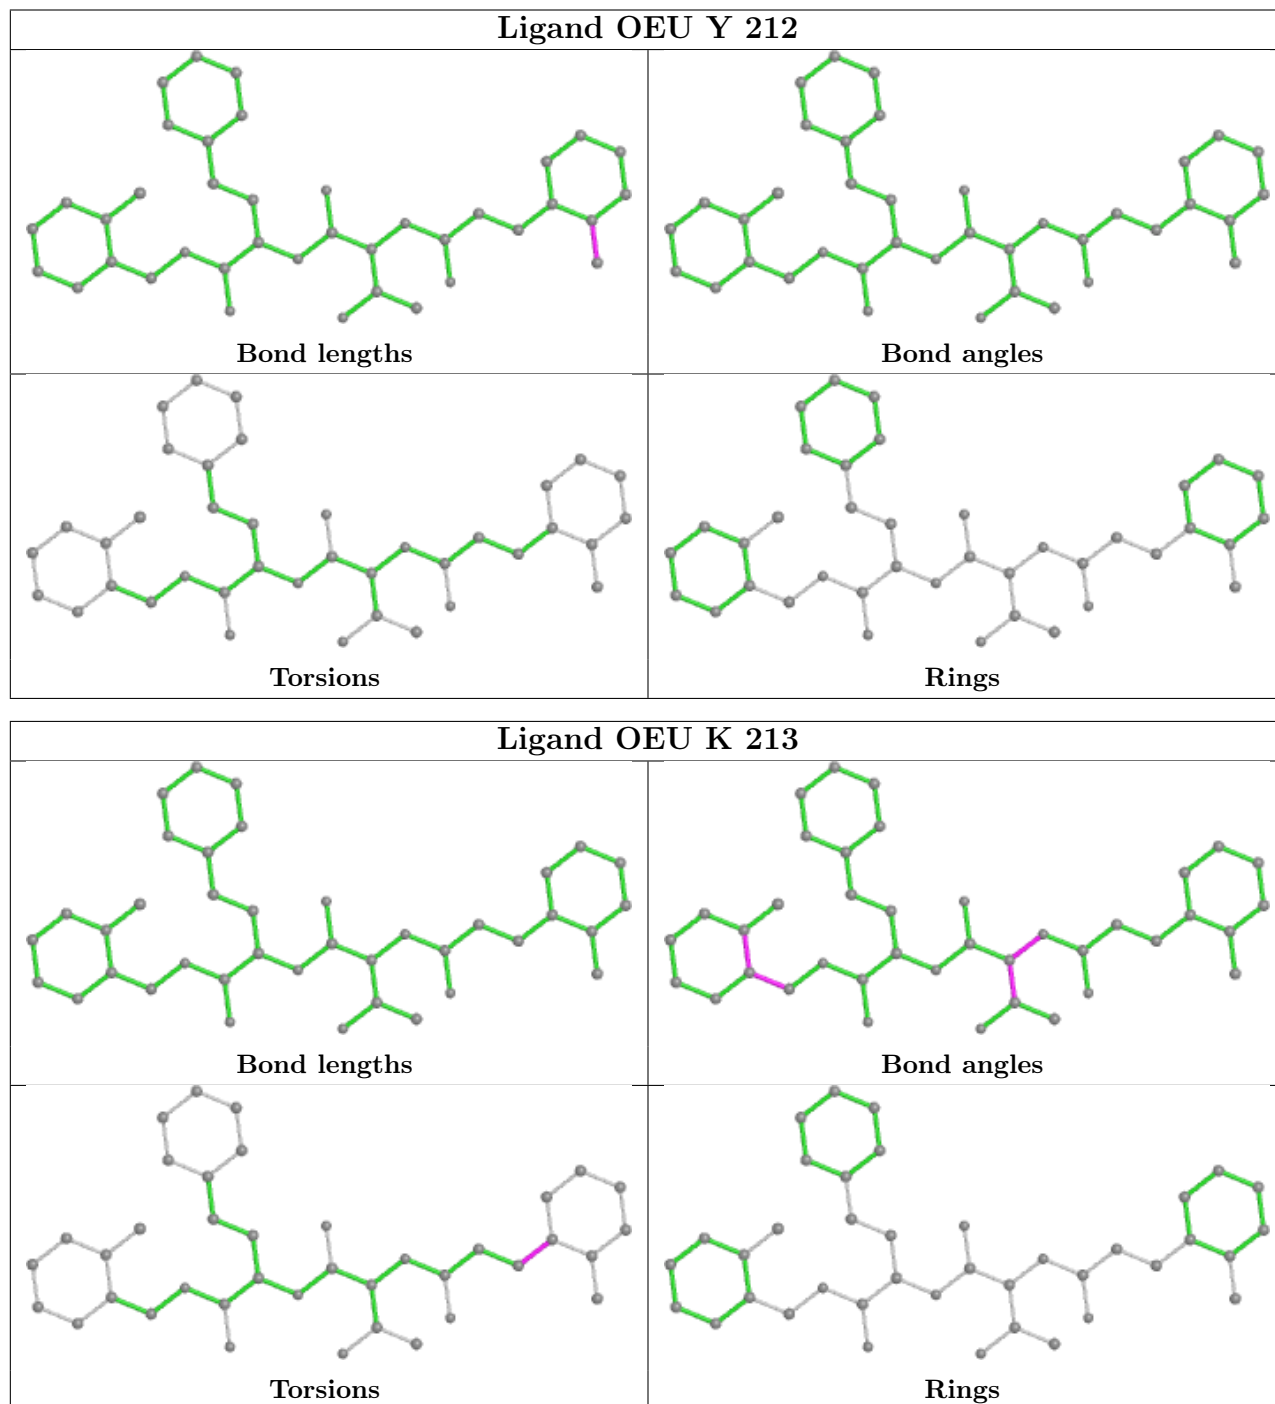 Ligand OEU Y 212
Bond lengths
Bond angles
Torsions
Rings
Ligand OEU K 213
Bond lengths
Bond angles
Torsions
Rings